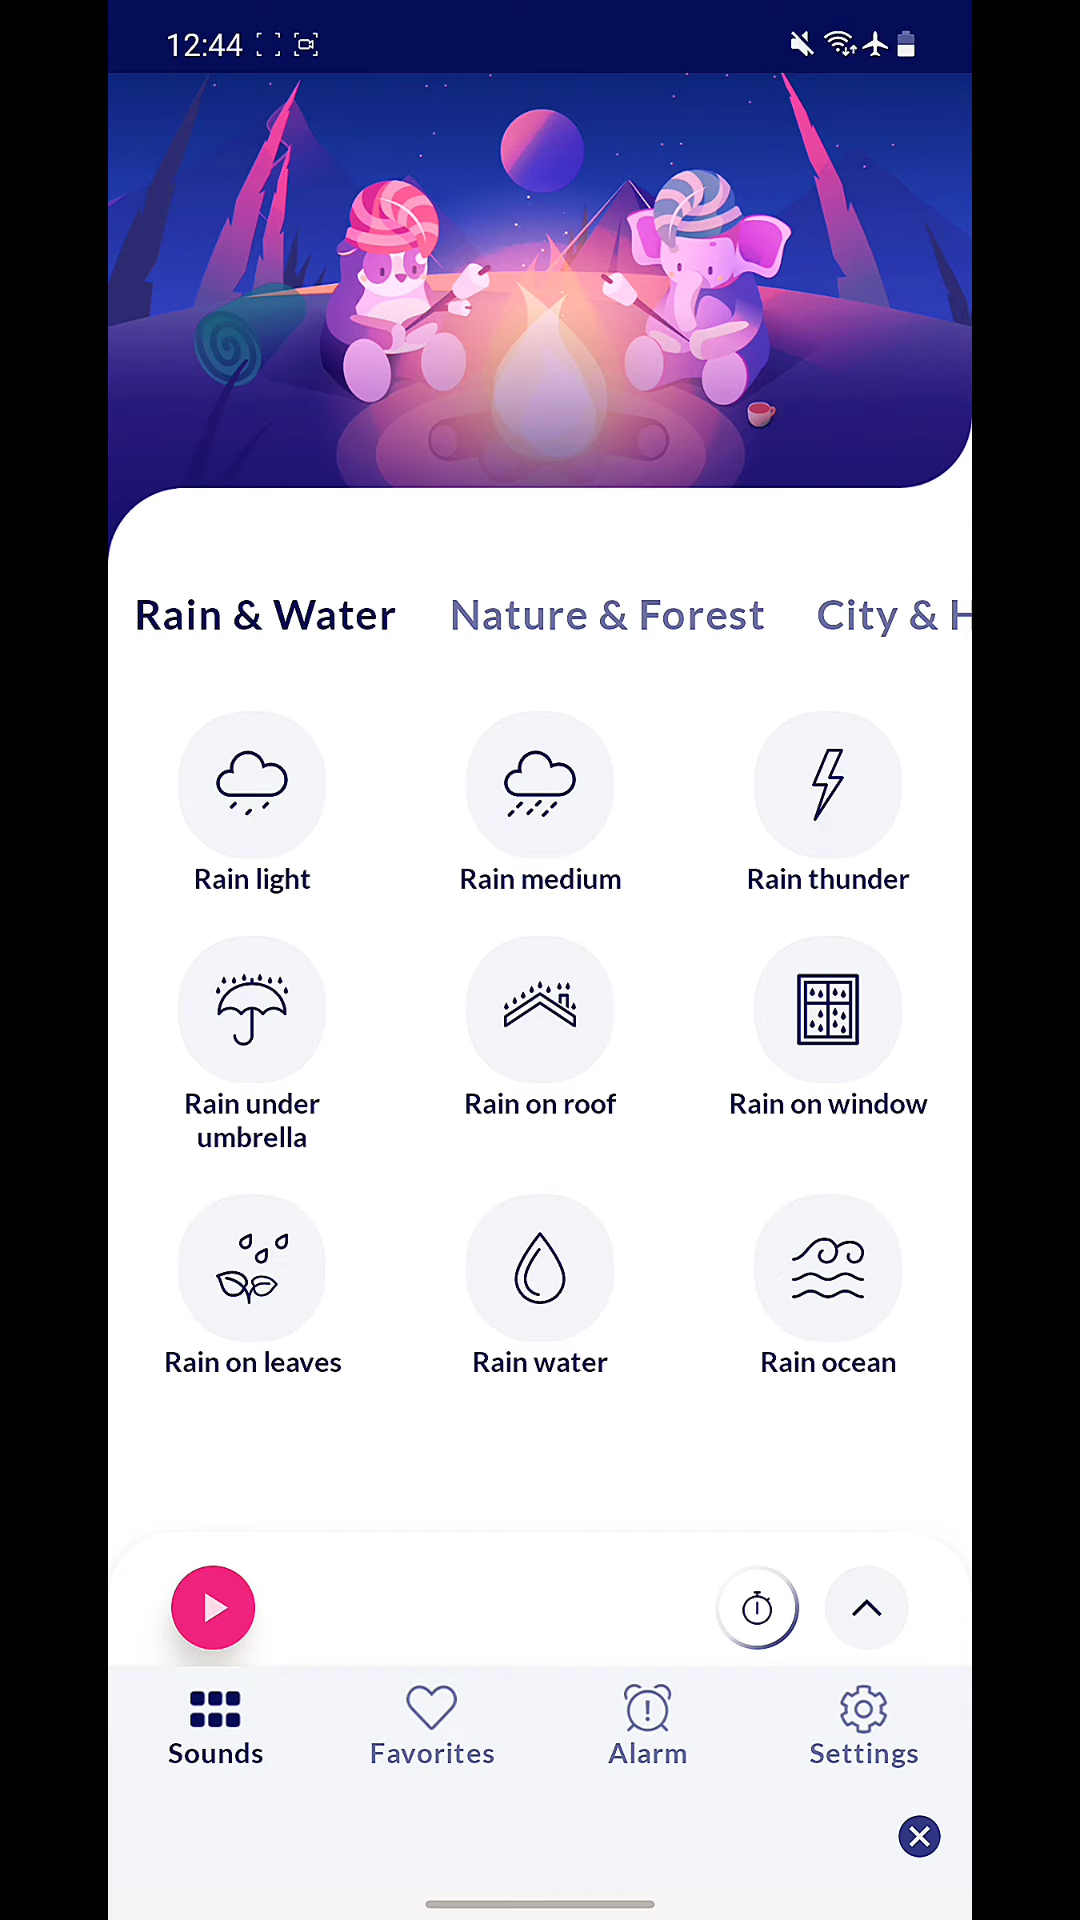 12:44
Rain & Water Nature & Forest City & H
Rain light Rain medium Rain thunder
Rain under umbrella Rain on roof Rain on window
Rain on leaves Rain water Rain ocean
Sounds Favorites Alarm Settings